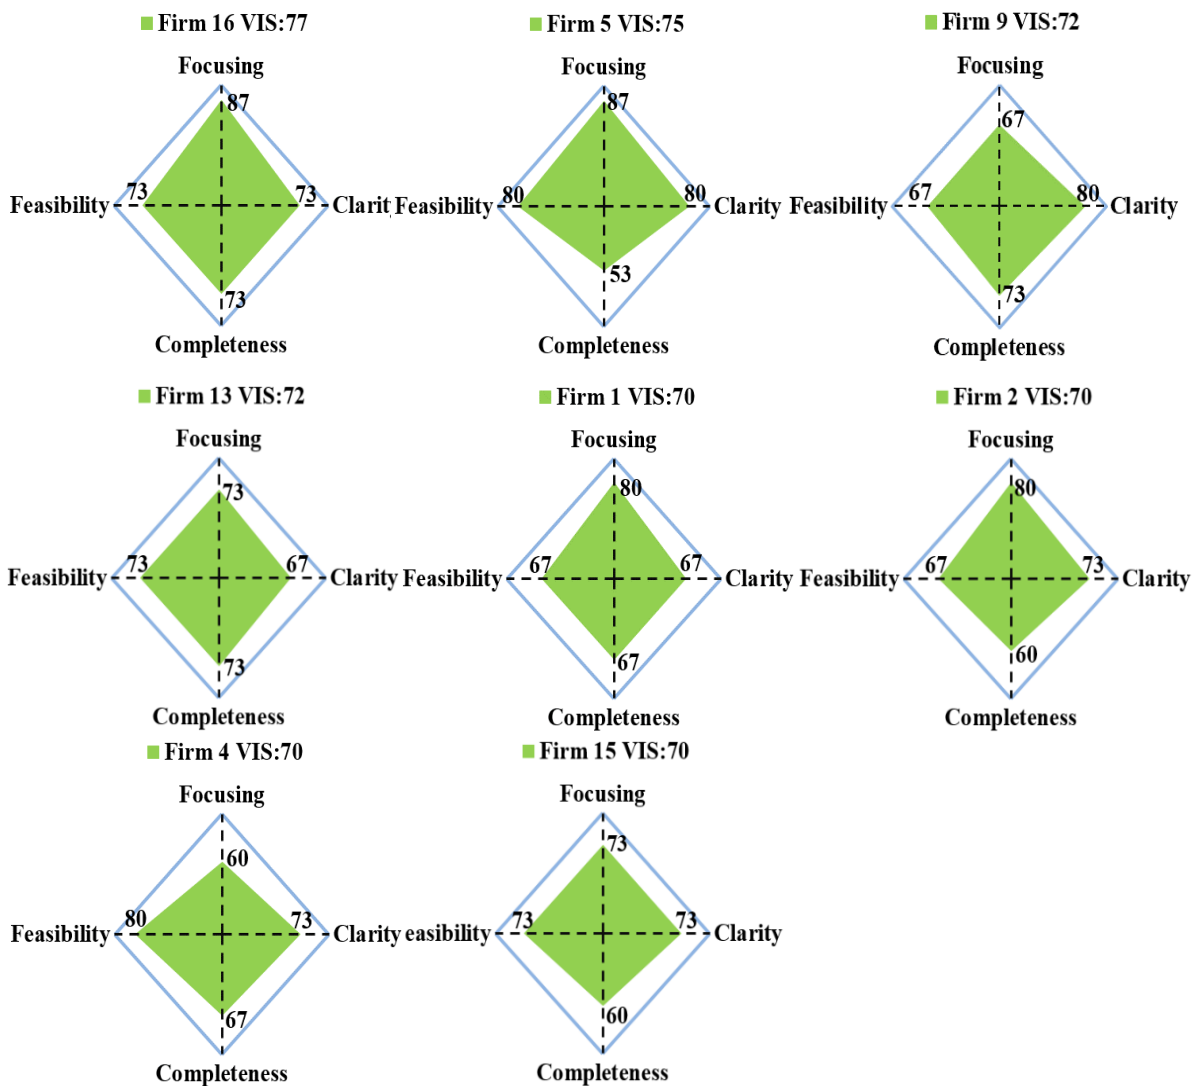 Firm 16 VIS:77
Focusing
87
73
73
Feasibility
Clarit
73
Completeness
Firm 5 VIS:75
Focusing
87
80
80
Feasibility
Clarity
53
Completeness
Firm 9 VIS:72
Focusing
67
67
80
Feasibility
Clarity
73
Completeness
Firm 13 VIS:72
Focusing
73
73
67
Feasibility
Clarity
73
Completeness
Firm 1 VIS:70
Focusing
80
67
67
Feasibility
Clarity
67
Completeness
Firm 2 VIS:70
Focusing
80
67
73
Feasibility
Clarity
60
Completeness
Firm 4 VIS:70
Focusing
60
80
73
Feasibility
Clarity
67
Completeness
Firm 15 VIS:70
Focusing
73
73
73
easibility
Clarity
60
Completeness